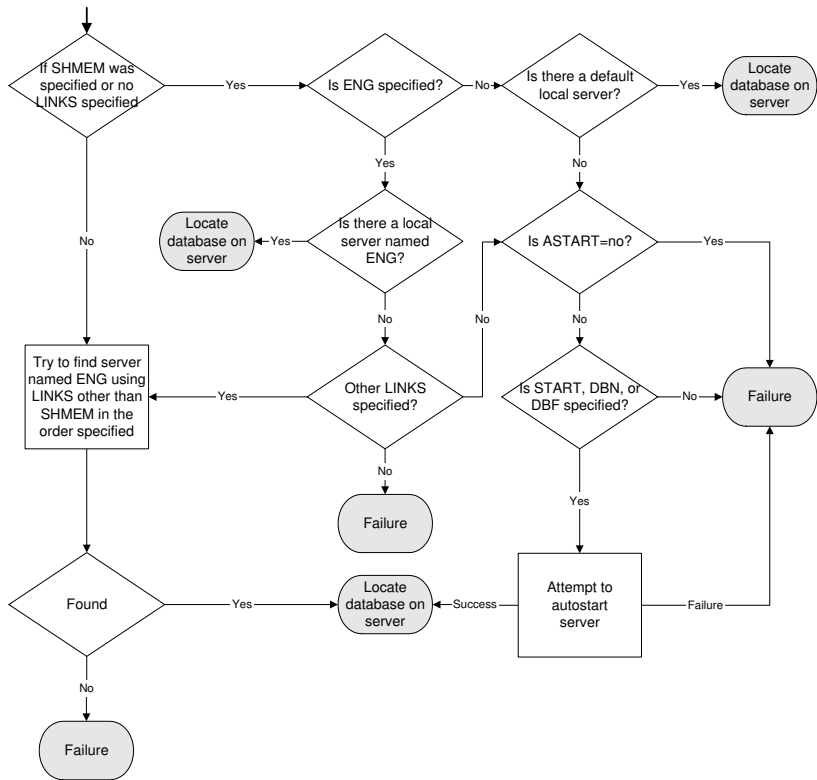 If SHMEM was
specified or no
LINKS specified
Yes
Is ENG specified?
No
Is there a default
local server?
Yes
Locate
database on
server
No
Yes
No
Locate
database on
server
Yes
Is there a local
server named
ENG?
Is ASTART=no?
Yes
No
No
No
Try to find server
named ENG using
LINKS other than
SHMEM in the
order specified
Yes
Other LINKS
specified?
Is START, DBN, or
DBF specified?
No
Failure
No
Yes
Failure
Found
Yes
Locate
database on
server
Success
Attempt to
autostart
server
Failure
No
Failure